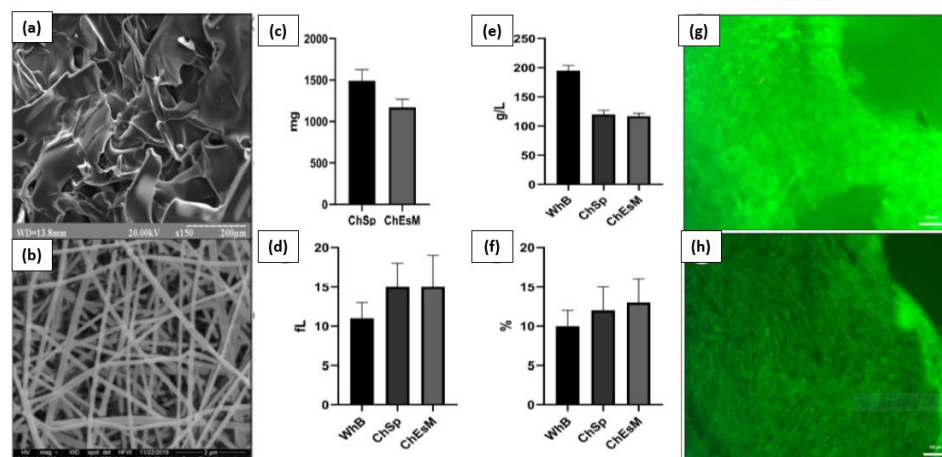 (a)
WD=13.8mm 20.00kV x150 200μm
(b)
HV mag WD spot det HFW 11/22/2019 2 μm
(c)
2000
1500
1000
500
0
mg
ChSp ChEsM
(d)
20
15
10
5
0
fL
WhB ChSp ChEsM
(e)
250
200
150
100
50
0
g/L
WhB ChSp ChEsM
(f)
20
15
10
5
0
%
WhB ChSp ChEsM
(g)
(h)